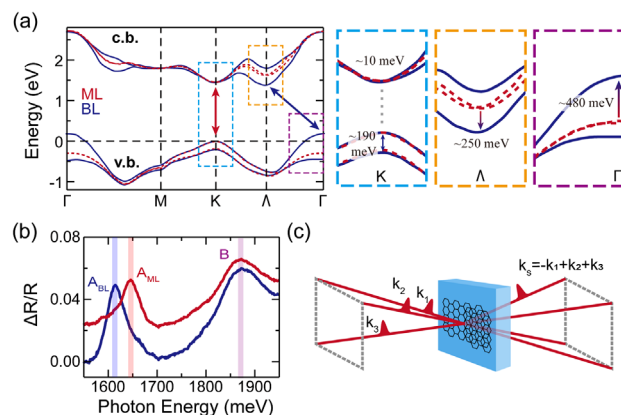 (a)
c.b.
ML
BL
v.b.
Energy (eV)
2
1
0
-1
Γ
M
K
Λ
Γ
~10 meV
~190
meV
K
~250 meV
Λ
~480 meV
Γ
(b)
A_BL
A_ML
B
ΔR/R
0.08
0.04
0.00
1600
1700
1800
1900
Photon Energy (meV)
(c)
k₂
k₁
k₃
kₛ=-k₁+k₂+k₃